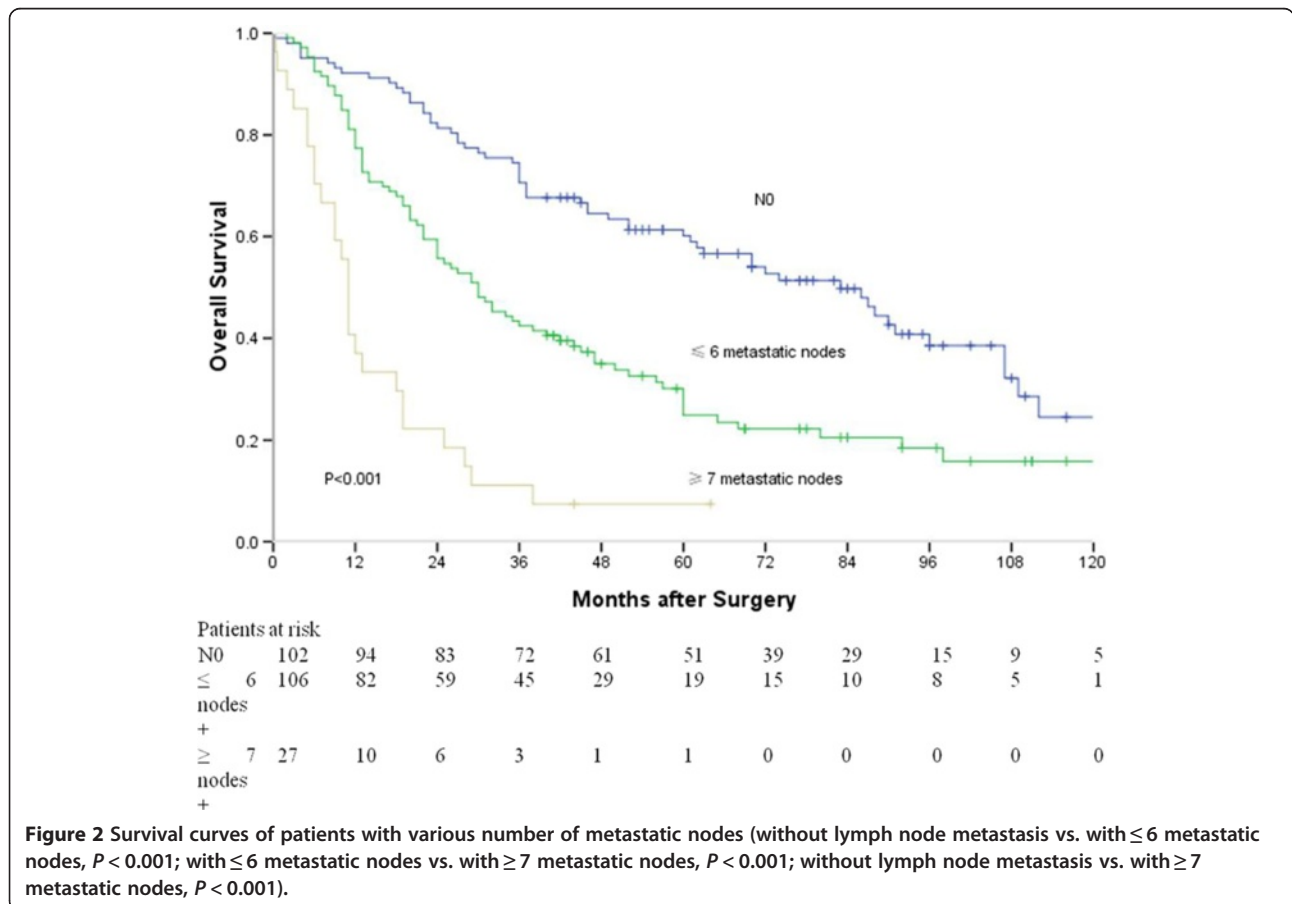 1.0
0.8
0.6
0.4
0.2
0.0
Overall Survival
N0
≤ 6 metastatic nodes
≥ 7 metastatic nodes
P<0.001
0 12 24 36 48 60 72 84 96 108 120
Months after Surgery
Patients at risk
N0 102 94 83 72 61 51 39 29 15 9 5
≤ 6 106 82 59 45 29 19 15 10 8 5 1
nodes
+
≥ 7 27 10 6 3 1 1 0 0 0 0 0
nodes
+
Figure 2 Survival curves of patients with various number of metastatic nodes (without lymph node metastasis vs. with ≤ 6 metastatic
nodes, P < 0.001; with ≤ 6 metastatic nodes vs. with ≥ 7 metastatic nodes, P < 0.001; without lymph node metastasis vs. with ≥ 7
metastatic nodes, P < 0.001).